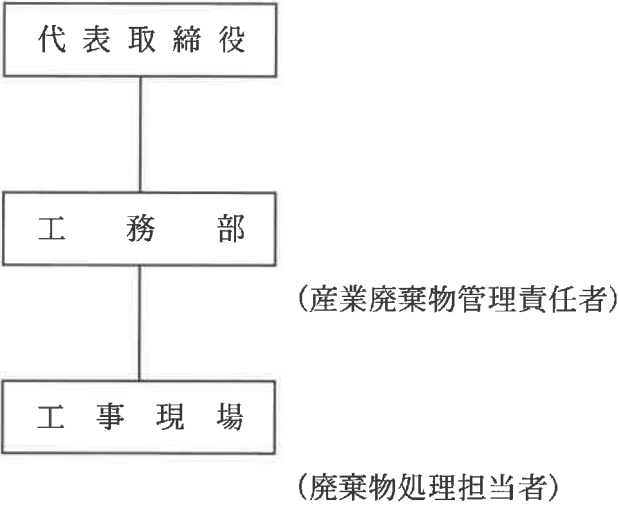 代表取締役
工務部
(産業廃棄物管理責任者)
工事現場
(廃棄物処理担当者)